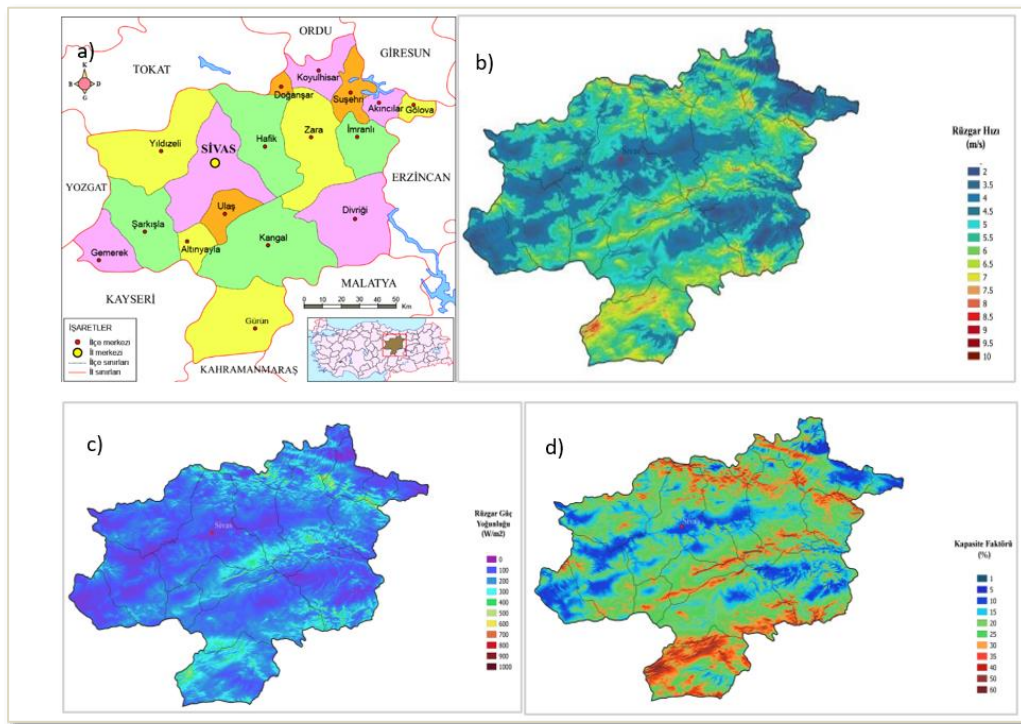 a)
ORDU
GİRESUN
TOKAT
K
B
D
G
Koyulhisar
Doğanşar
Suşehri
Akıncılar
Gölova
Yıldızeli
SİVAS
Hafik
Zara
İmranlı
YOZGAT
ERZİNCAN
Ulaş
Divriği
Şarkışla
Altınyayla
Kangal
Gemerek
KAYSERİ
MALATYA
0 10 20 30 40 50
Km
Gürün
İŞARETLER
İlçe merkezi
İl merkezi
İlçe sınırları
İl sınırları
KAHRAMANMARAŞ
b)
Rüzgar Hızı
(m/s)
2
3.5
4
4.5
5
5.5
6
6.5
7
7.5
8
8.5
9
9.5
10
c)
Sivas
Rüzgar Güç
Yoğunluğu
(W/m2)
0
100
200
300
400
500
600
700
800
900
1000
d)
Sivas
Kapasite Faktörü
(%)
1
5
10
15
20
25
30
35
40
50
60